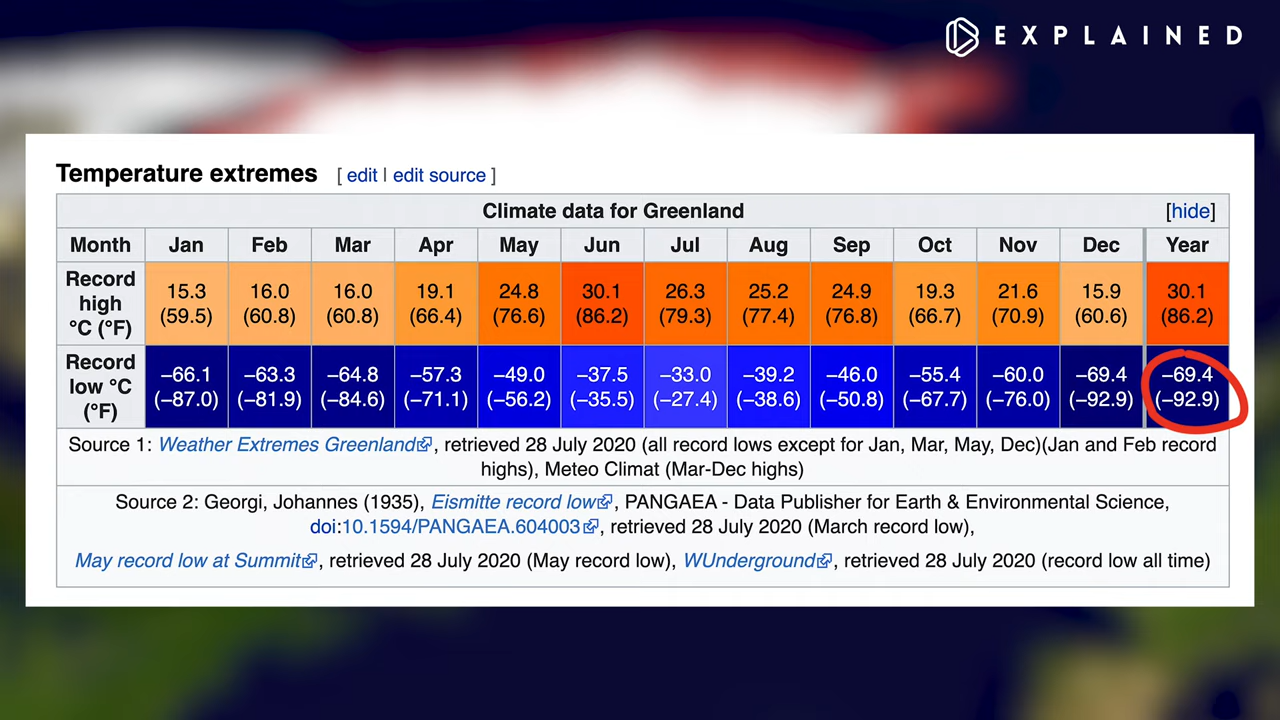 EXPLAINED
Temperature extremes [ edit | edit source ]
Climate data for Greenland [hide]
Month Jan Feb Mar Apr May Jun Jul Aug Sep Oct Nov Dec Year
Record high °C (°F) 15.3 (59.5) 16.0 (60.8) 16.0 (60.8) 19.1 (66.4) 24.8 (76.6) 30.1 (86.2) 26.3 (79.3) 25.2 (77.4) 24.9 (76.8) 19.3 (66.7) 21.6 (70.9) 15.9 (60.6) 30.1 (86.2)
Record low °C (°F) −66.1 (−87.0) −63.3 (−81.9) −64.8 (−84.6) −57.3 (−71.1) −49.0 (−56.2) −37.5 (−35.5) −33.0 (−27.4) −39.2 (−38.6) −46.0 (−50.8) −55.4 (−67.7) −60.0 (−76.0) −69.4 (−92.9) −69.4 (−92.9)
Source 1: Weather Extremes Greenland, retrieved 28 July 2020 (all record lows except for Jan, Mar, May, Dec)(Jan and Feb record
highs), Meteo Climat (Mar-Dec highs)
Source 2: Georgi, Johannes (1935), Eismitte record low, PANGAEA - Data Publisher for Earth & Environmental Science,
doi:10.1594/PANGAEA.604003, retrieved 28 July 2020 (March record low),
May record low at Summit, retrieved 28 July 2020 (May record low), WUnderground, retrieved 28 July 2020 (record low all time)